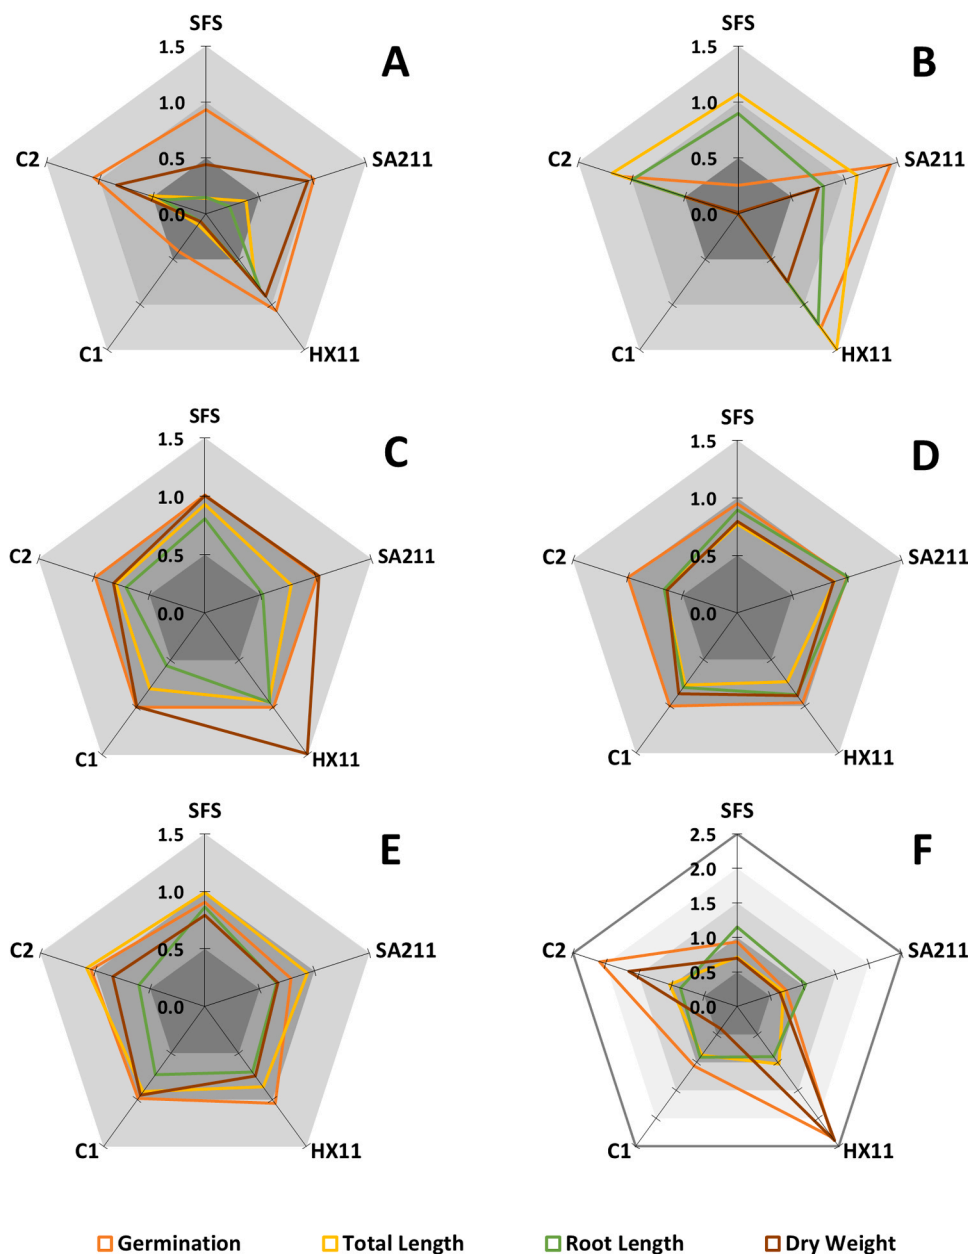 SFS
1.5
A
1.0
C2
0.5
SA211
0.0
C1
HX11
SFS
1.5
B
1.0
C2
0.5
SA211
0.0
C1
HX11
SFS
1.5
C
1.0
C2
0.5
SA211
0.0
C1
HX11
SFS
1.5
D
1.0
C2
0.5
SA211
0.0
C1
HX11
SFS
1.5
E
1.0
C2
0.5
SA211
0.0
C1
HX11
SFS
2.5
F
2.0
1.5
C2
1.0
SA211
0.5
0.0
C1
HX11
Germination Total Length Root Length Dry Weight